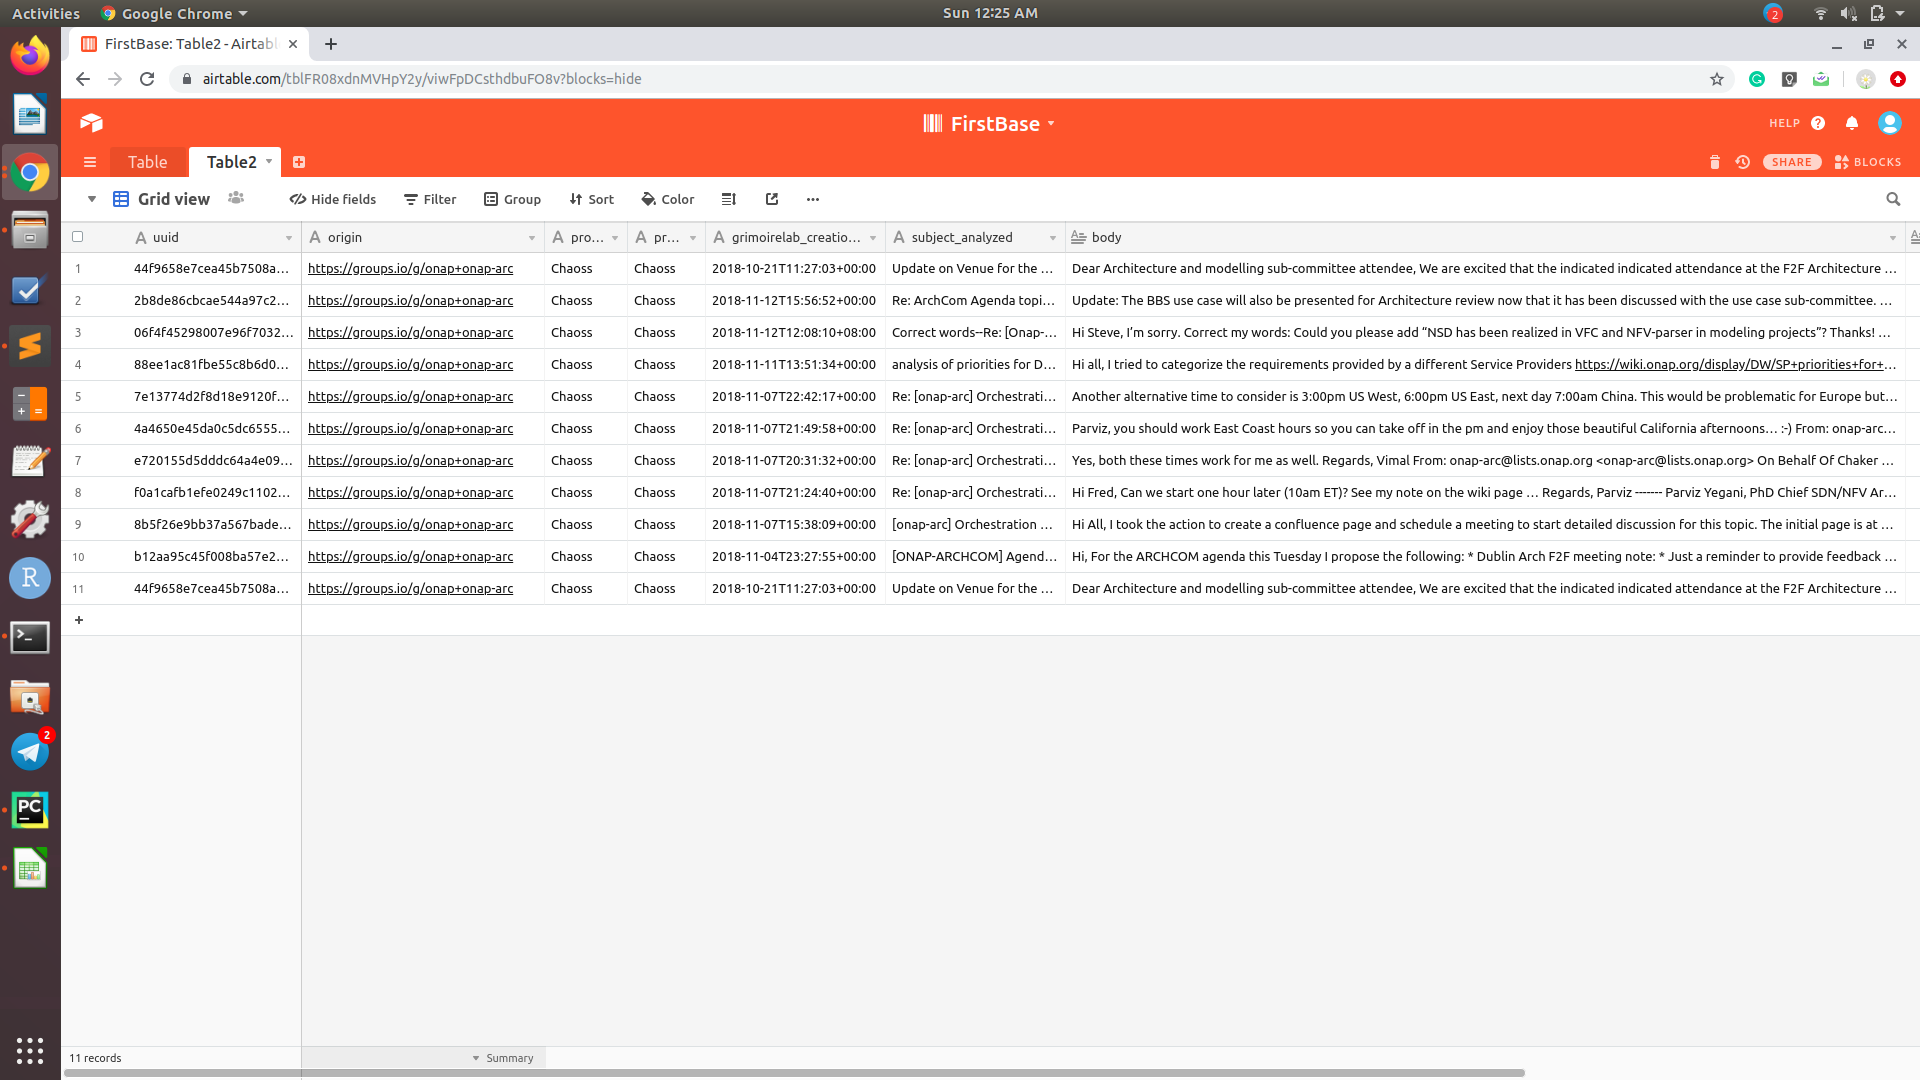 Activities Google Chrome Sun 12:25 AM 2
FirstBase: Table2 - Airtabl
airtable.com/tblFR08xdnMVHpY2y/viwFpDCsthdbuFO8v?blocks=hide
FirstBase HELP ?
Table Table2 SHARE BLOCKS
Grid view Hide fields Filter Group Sort Color
uuid origin pro... pr... grimoirelab_creatio... subject_analyzed body
1 44f9658e7cea45b7508a... https://groups.io/g/onap+onap-arc Chaoss Chaoss 2018-10-21T11:27:03+00:00 Update on Venue for the ... Dear Architecture and modelling sub-committee attendee, We are excited that the indicated indicated attendance at the F2F Architecture ...
2 2b8de86cbcae544a97c2... https://groups.io/g/onap+onap-arc Chaoss Chaoss 2018-11-12T15:56:52+00:00 Re: ArchCom Agenda topi... Update: The BBS use case will also be presented for Architecture review now that it has been discussed with the use case sub-committee. ...
3 06f4f45298007e96f7032... https://groups.io/g/onap+onap-arc Chaoss Chaoss 2018-11-12T12:08:10+08:00 Correct words--Re: [Onap-... Hi Steve, I’m sorry. Correct my words: Could you please add “NSD has been realized in VFC and NFV-parser in modeling projects”? Thanks! ...
4 88ee1ac81fbe55c8b6d0... https://groups.io/g/onap+onap-arc Chaoss Chaoss 2018-11-11T13:51:34+00:00 analysis of priorities for D... Hi all, I tried to categorize the requirements provided by a different Service Providers https://wiki.onap.org/display/DW/SP+priorities+for+...
5 7e13774d2f8d18e9120f... https://groups.io/g/onap+onap-arc Chaoss Chaoss 2018-11-07T22:42:17+00:00 Re: [onap-arc] Orchestrati... Another alternative time to consider is 3:00pm US West, 6:00pm US East, next day 7:00am China. This would be problematic for Europe but...
6 4a4650e45da0c5dc6555... https://groups.io/g/onap+onap-arc Chaoss Chaoss 2018-11-07T21:49:58+00:00 Re: [onap-arc] Orchestrati... Parviz, you should work East Coast hours so you can take off in the pm and enjoy those beautiful California afternoons... :-) From: onap-arc...
7 e720155d5dddc64a4e09... https://groups.io/g/onap+onap-arc Chaoss Chaoss 2018-11-07T20:31:32+00:00 Re: [onap-arc] Orchestrati... Yes, both these times work for me as well. Regards, Vimal From: onap-arc@lists.onap.org <onap-arc@lists.onap.org> On Behalf Of Chaker ...
8 f0a1cafb1efe0249c1102... https://groups.io/g/onap+onap-arc Chaoss Chaoss 2018-11-07T21:24:40+00:00 Re: [onap-arc] Orchestrati... Hi Fred, Can we start one hour later (10am ET)? See my note on the wiki page ... Regards, Parviz ------- Parviz Yegani, PhD Chief SDN/NFV Ar...
9 8b5f26e9bb37a567bade... https://groups.io/g/onap+onap-arc Chaoss Chaoss 2018-11-07T15:38:09+00:00 [onap-arc] Orchestration ... Hi All, I took the action to create a confluence page and schedule a meeting to start detailed discussion for this topic. The initial page is at ...
10 b12aa95c45f008ba57e2... https://groups.io/g/onap+onap-arc Chaoss Chaoss 2018-11-04T23:27:55+00:00 [ONAP-ARCHCOM] Agend... Hi, For the ARCHCOM agenda this Tuesday I propose the following: * Dublin Arch F2F meeting note: * Just a reminder to provide feedback ...
11 44f9658e7cea45b7508a... https://groups.io/g/onap+onap-arc Chaoss Chaoss 2018-10-21T11:27:03+00:00 Update on Venue for the ... Dear Architecture and modelling sub-committee attendee, We are excited that the indicated indicated attendance at the F2F Architecture ...
+
R
2
PC
11 records Summary